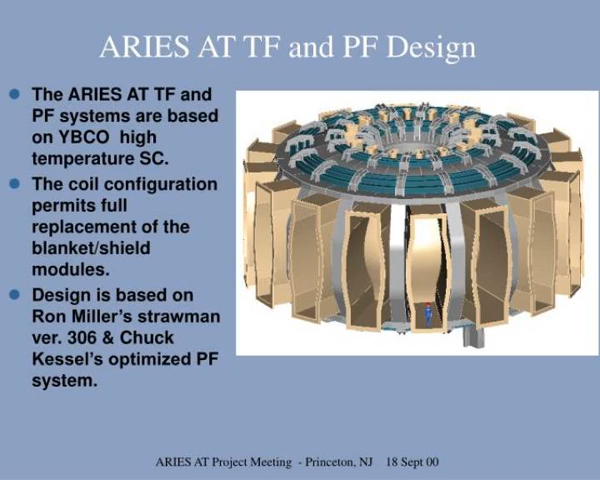 ARIES AT TF and PF Design
The ARIES AT TF and
PF systems are based
on YBCO high
temperature SC.
The coil configuration
permits full
replacement of the
blanket/shield
modules.
Design is based on
Ron Miller's strawman
ver. 306 & Chuck
Kessel's optimized PF
system.
ARIES AT Project Meeting - Princeton, NJ 18 Sept 00